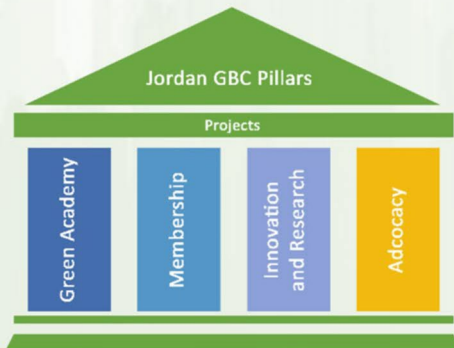 Jordan GBC Pillars
Projects
Green Academy
Membership
Innovation
and Research
Adcocacy